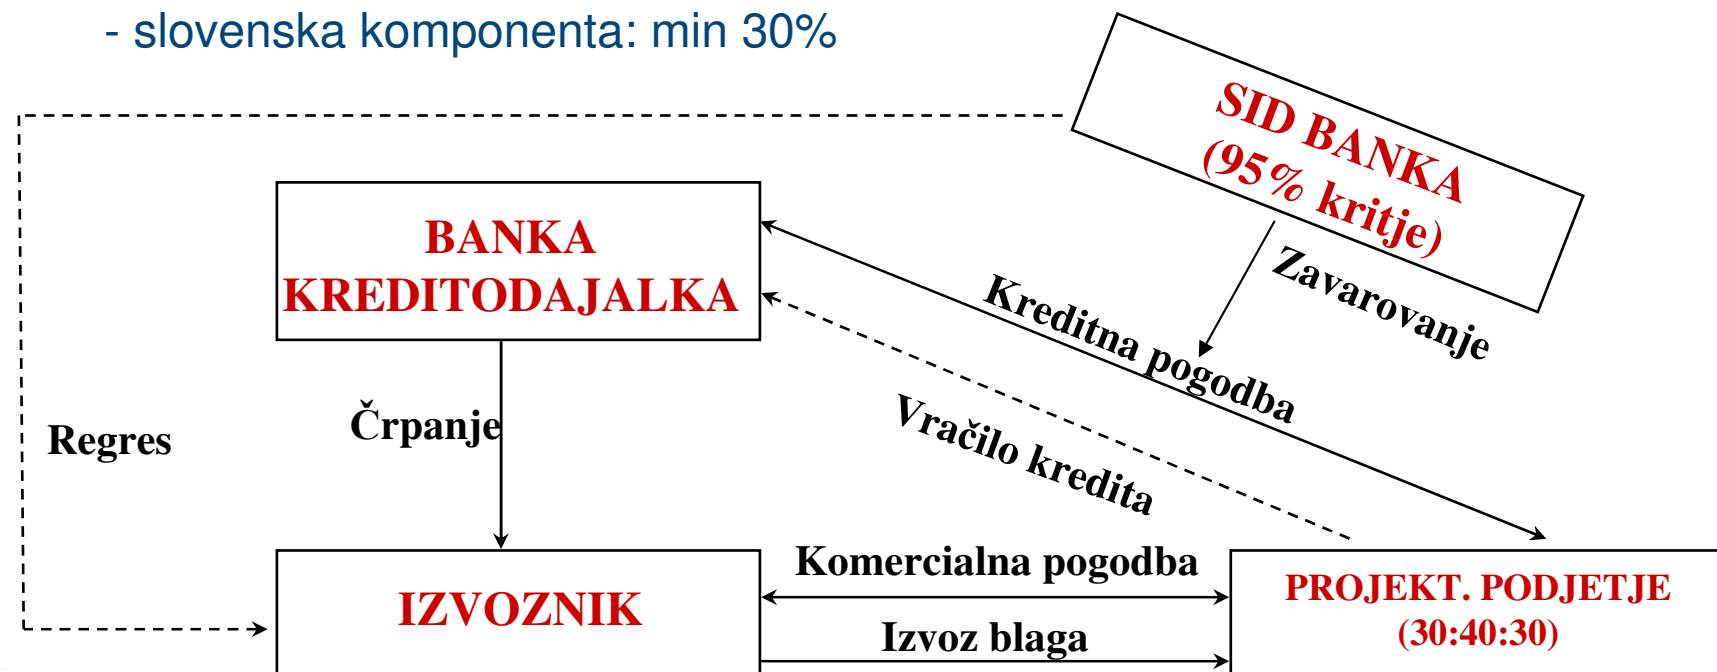 - slovenska komponenta: min 30%
SID BANKA
(95% kritje)
BANKA
KREDITODAJALKA
Zavarovanje
Kreditna pogodba
Vračilo kredita
Regres
Črpanje
Komercialna pogodba
IZVOZNIK
Izvoz blaga
PROJEKT. PODJETJE
(30:40:30)